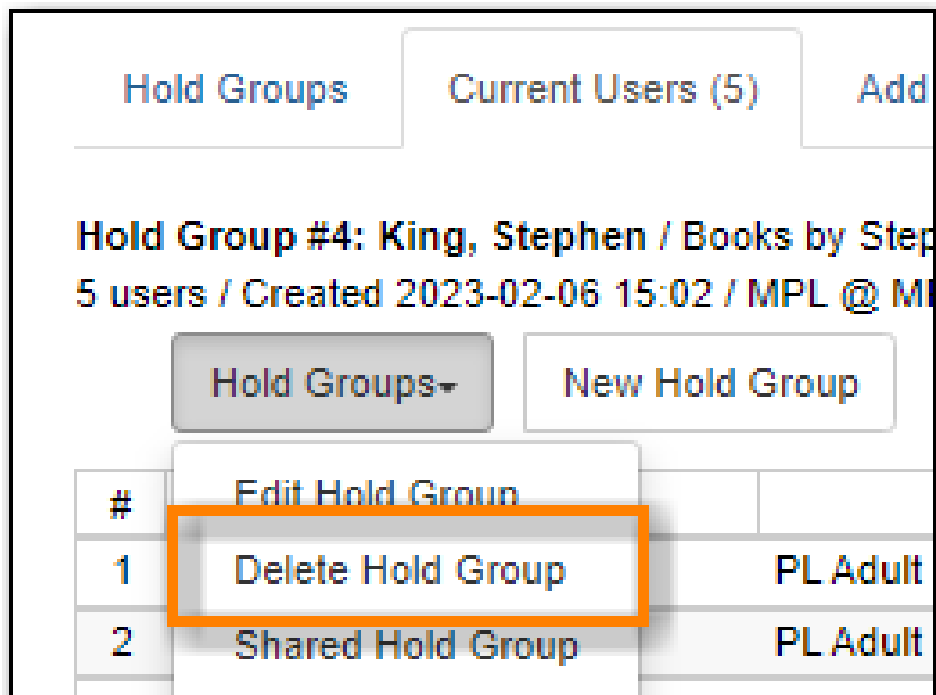 Hold Groups Current Users (5) Add
Hold Group #4: King, Stephen / Books by Step
5 users / Created 2023-02-06 15:02 / MPL @
Hold Groups New Hold Group
# Edit Hold Group
1 Delete Hold Group PL Adult
2 Shared Hold Group PL Adult